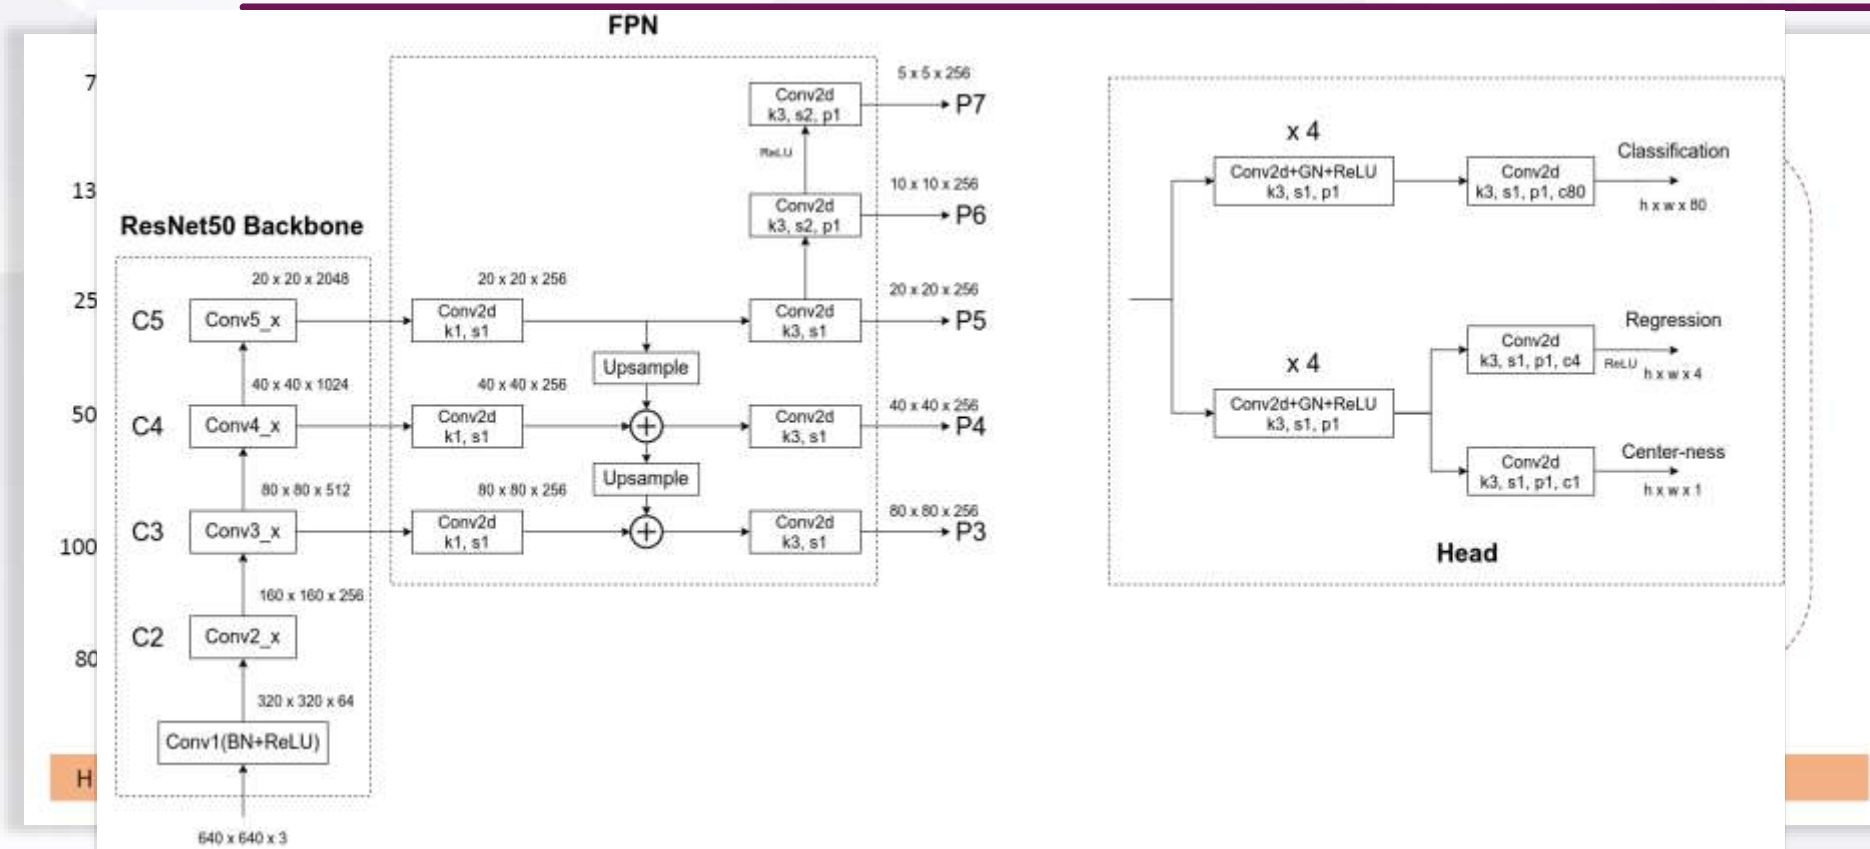 FPN
7
13
25
50
100
80
H
ResNet50 Backbone
20 x 20 x 2048
C5
Conv5_x
40 x 40 x 1024
C4
Conv4_x
80 x 80 x 512
C3
Conv3_x
160 x 160 x 256
C2
Conv2_x
320 x 320 x 64
Conv1(BN+ReLU)
640 x 640 x 3
5 x 5 x 256
Conv2d
k3, s2, p1
P7
ReLU
10 x 10 x 256
Conv2d
k3, s2, p1
P6
20 x 20 x 256
Conv2d
k1, s1
20 x 20 x 256
Conv2d
k3, s1
P5
Upsample
40 x 40 x 256
Conv2d
k1, s1
40 x 40 x 256
Conv2d
k3, s1
P4
Upsample
80 x 80 x 256
Conv2d
k1, s1
80 x 80 x 256
Conv2d
k3, s1
P3
x 4
Conv2d+GN+ReLU
k3, s1, p1
Conv2d
k3, s1, p1, c80
Classification
h x w x 80
x 4
Conv2d+GN+ReLU
k3, s1, p1
Conv2d
k3, s1, p1, c4
Regression
ReLU
h x w x 4
Conv2d
k3, s1, p1, c1
Center-ness
h x w x 1
Head